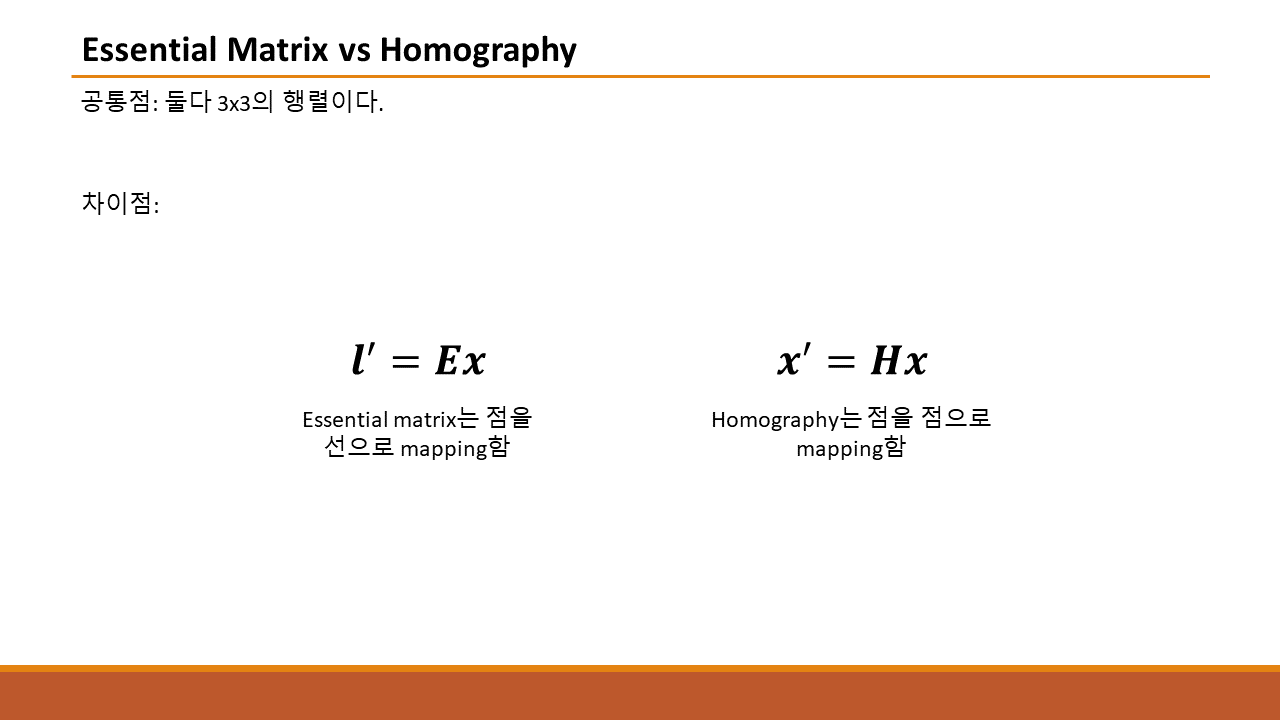 Essential Matrix vs Homography
공통점: 둘다 3x3의 행렬이다.
차이점:
l′ = Ex
Essential matrix는 점을
선으로 mapping함
x′ = Hx
Homography는 점을 점으로
mapping함